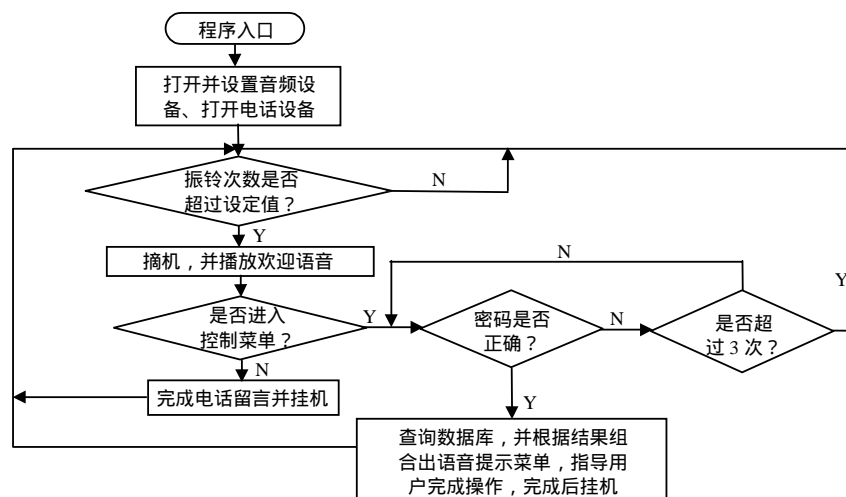 程序入口
打开并设置音频设
备、打开电话设备
振铃次数是否
超过设定值？
N
Y
摘机，并播放欢迎语音
N
Y
是否进入
控制菜单？
Y
密码是否
正确？
N
是否超
过 3 次？
N
完成电话留言并挂机
Y
查询数据库，并根据结果组
合出语音提示菜单，指导用
户完成操作，完成后挂机